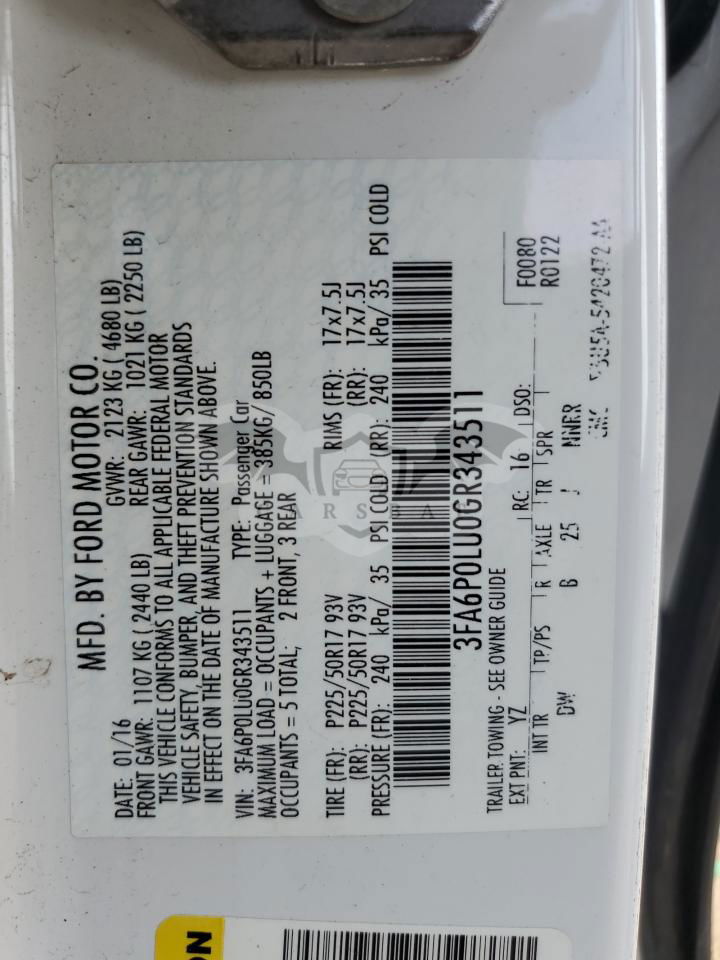 MFD. BY FORD MOTOR CO.
DATE: 01/16 GVWR: 2123 KG ( 4680 LB)
FRONT GAWR: 1107 KG ( 2440 LB) REAR GAWR: 1021 KG ( 2250 LB)
THIS VEHICLE CONFORMS TO ALL APPLICABLE FEDERAL MOTOR
VEHICLE SAFETY, BUMPER, AND THEFT PREVENTION STANDARDS
IN EFFECT ON THE DATE OF MANUFACTURE SHOWN ABOVE.
VIN: 3FA6P0LU0GR343511 TYPE: Passenger Car
MAXIMUM LOAD = OCCUPANTS + LUGGAGE = 385KG/ 850LB
OCCUPANTS = 5 TOTAL; 2 FRONT, 3 REAR
TIRE (FR): P225/50R17 93V RIMS (FR): 17x7.5J
(RR): P225/50R17 93V (RR): 17x7.5J
PRESSURE (FR): 240 kPa/ 35 PSI COLD (RR): 240 kPa/ 35 PSI COLD
3FA6P0LU0GR343511
TRAILER TOWING - SEE OWNER GUIDE
EXT PNT: YZ RC: 16 DSO:
F0080
R0122
INT TR TP/PS R AXLE TR SPR
DW B 25 J